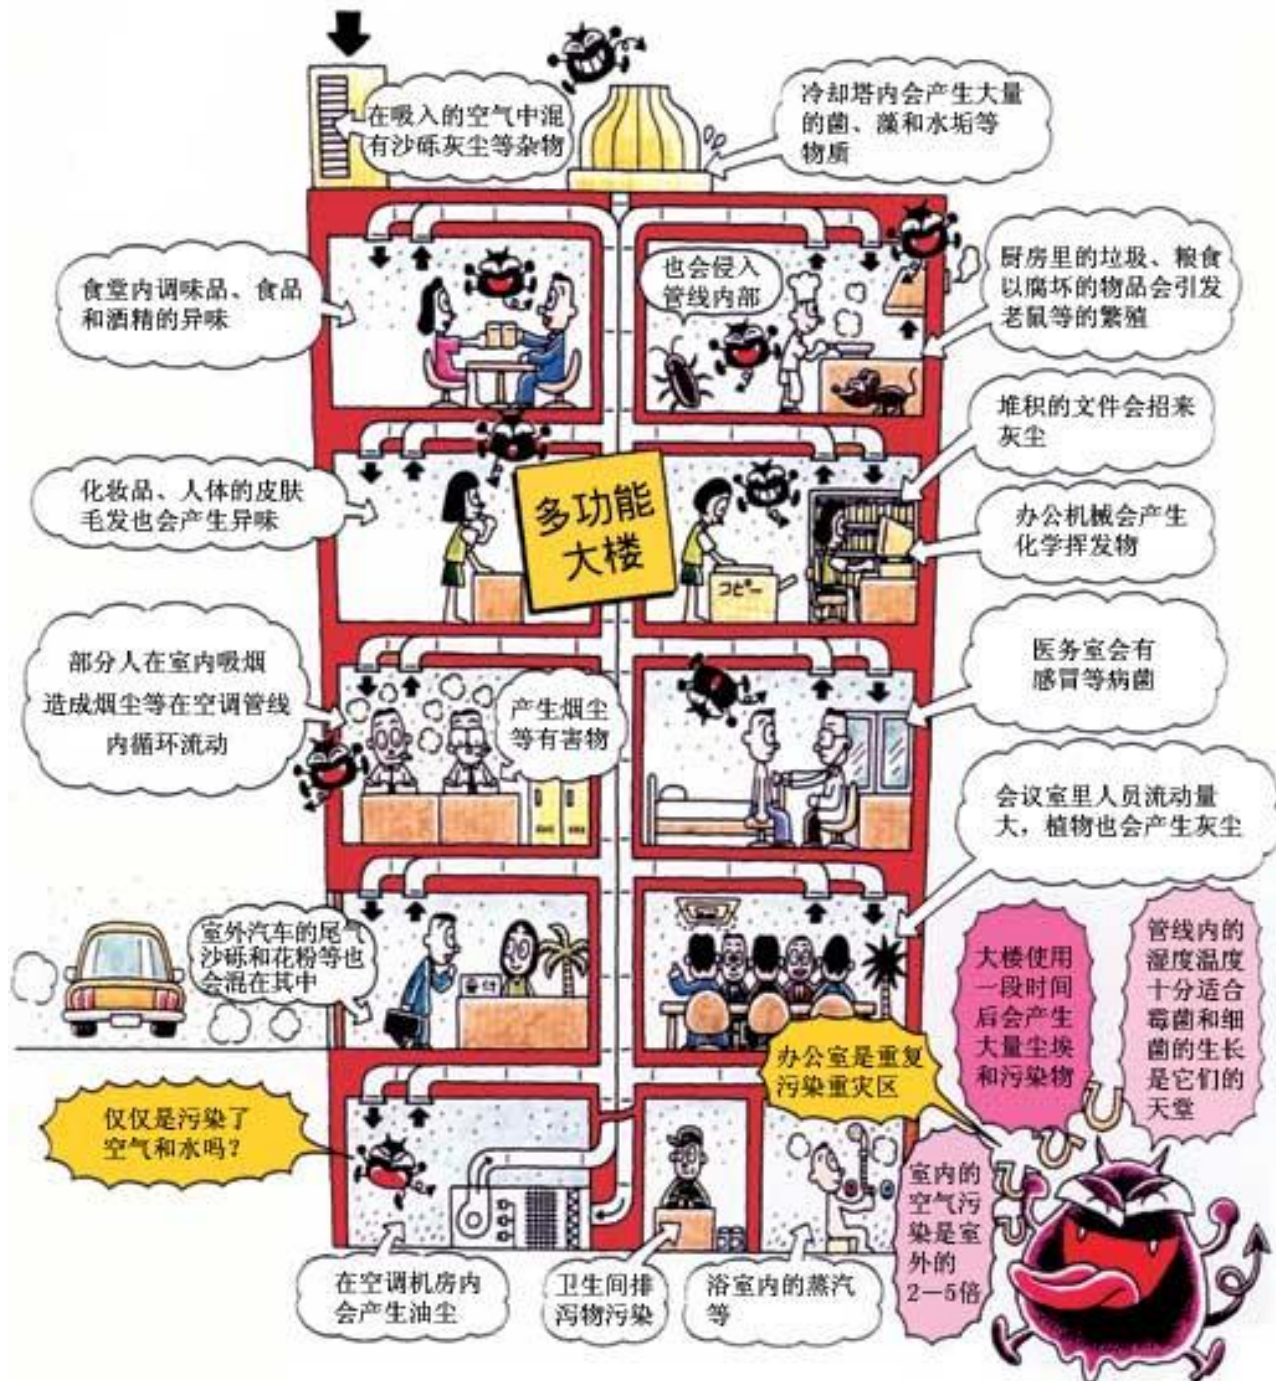 在吸入的空气中混
有沙砾灰尘等杂物
冷却塔内会产生大量
的菌、藻和水垢等
物质
食堂内调味品、食品
和酒精的异味
也会侵入
管线内部
厨房里的垃圾、粮食
以腐坏的物品会引发
老鼠等的繁殖
堆积的文件会招来
灰尘
化妆品、人体的皮肤
毛发也会产生异味
多功能
大楼
コピー
办公机械会产生
化学挥发物
部分人在室内吸烟
造成烟尘等在空调管线
内循环流动
产生烟尘
等有害物
医务室会有
感冒等病菌
会议室里人员流动量
大，植物也会产生灰尘
室外汽车的尾气
沙砾和花粉等也
会混在其中
受付
大楼使用
一段时间
后会产生
大量尘埃
和污染物
管线内的
湿度温度
十分适合
霉菌和细
菌的生长
是它们的
天堂
办公室是重复
污染重灾区
仅仅是污染了
空气和水吗？
室内的
空气污
染是室
外的
2—5倍
在空调机房内
会产生油尘
卫生间排
泻物污染
浴室内的蒸汽
等